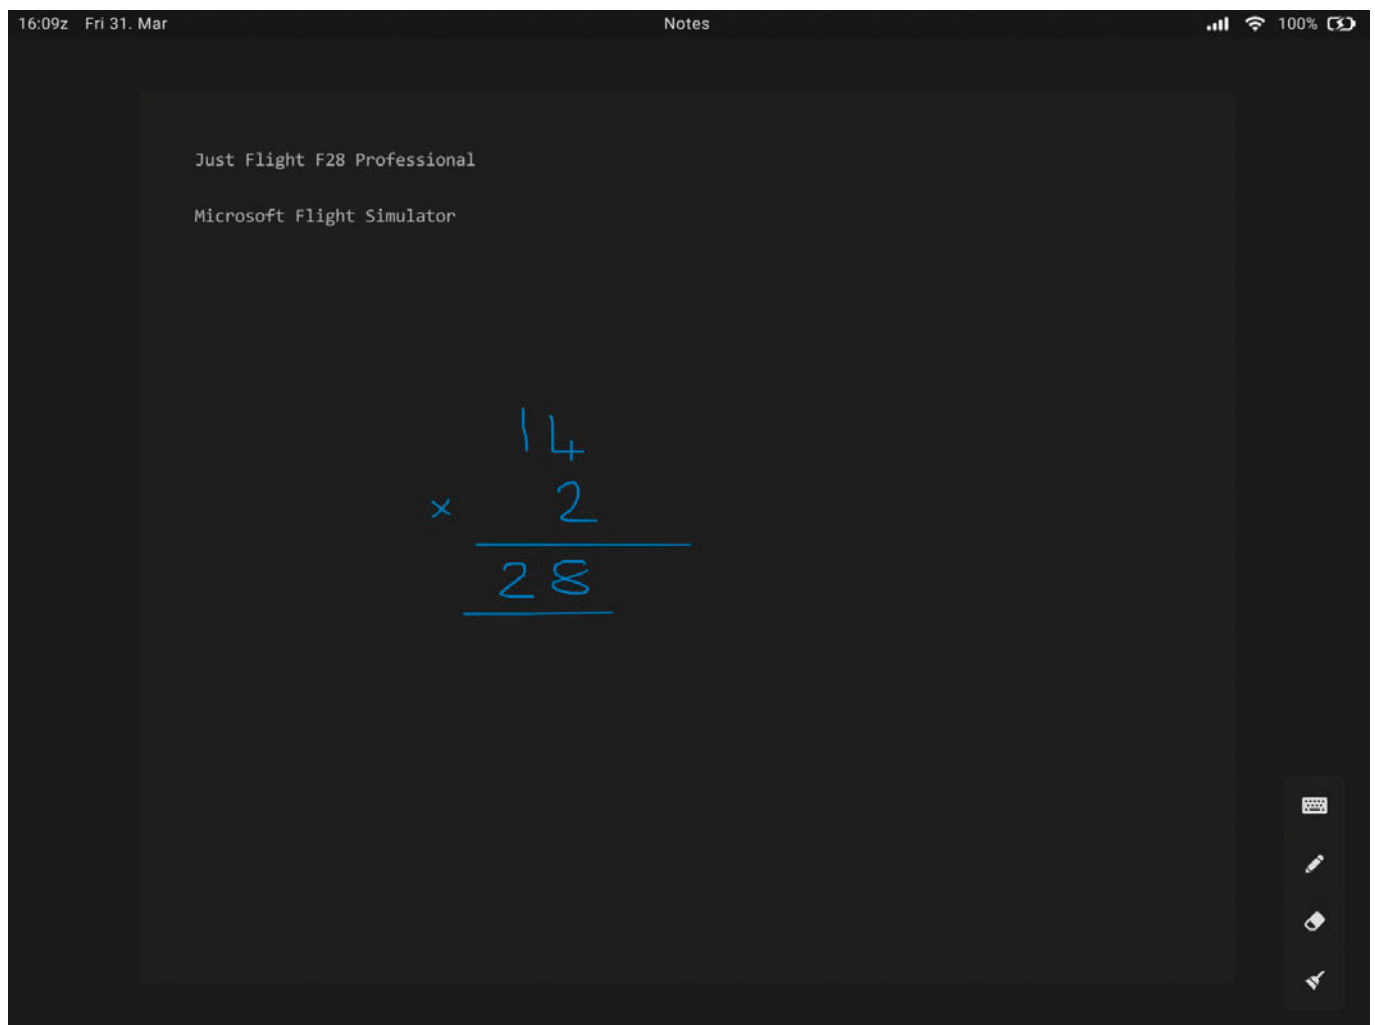 16:09z Fri 31. Mar Notes 100%
Just Flight F28 Professional
Microsoft Flight Simulator
14
× 2
28